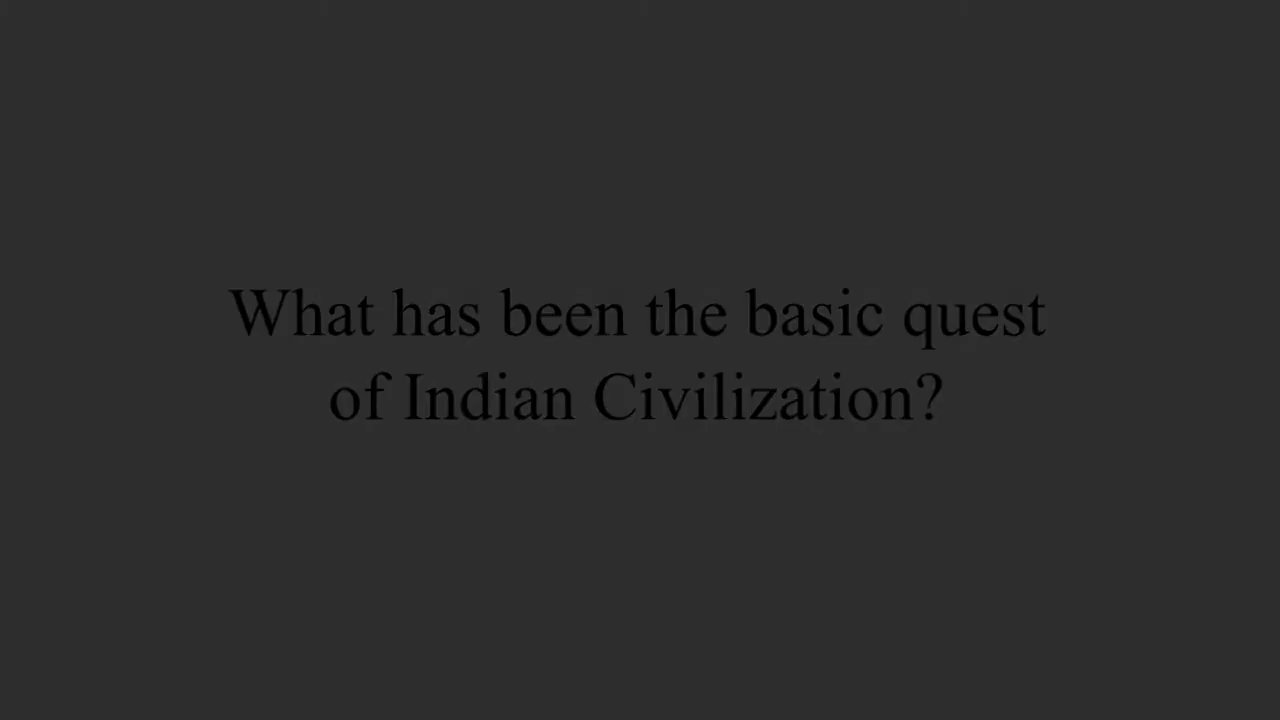 What has been the basic quest
of Indian Civilization?